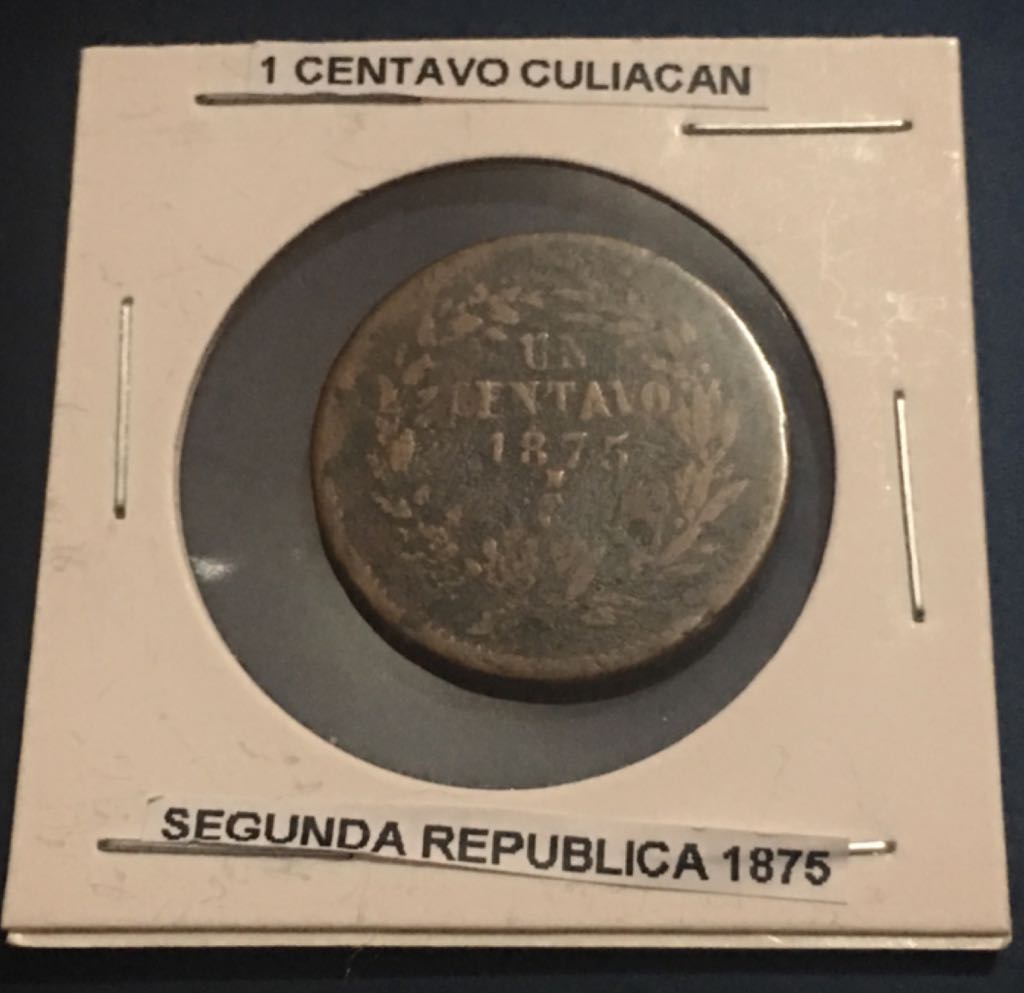 1 CENTAVO CULIACAN
UN
CENTAVO
1875
SEGUNDA REPUBLICA 1875